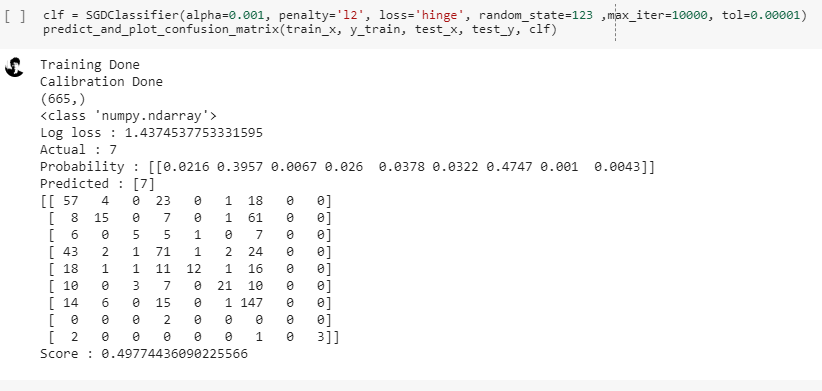 [ ] clf = SGDClassifier(alpha=0.001, penalty='l2', loss='hinge', random_state=123 ,max_iter=10000, tol=0.00001)
predict_and_plot_confusion_matrix(train_x, y_train, test_x, test_y, clf)
Training Done
Calibration Done
(665,)
<class 'numpy.ndarray'>
Log loss : 1.4374537753331595
Actual : 7
Probability : [[0.0216 0.3957 0.0067 0.026  0.0378 0.0322 0.4747 0.001  0.0043]]
Predicted : [7]
[[ 57   4   0  23   0   1  18   0   0]
 [  8  15   0   7   0   1  61   0   0]
 [  6   0   5   5   1   0   7   0   0]
 [ 43   2   1  71   1   2  24   0   0]
 [ 18   1   1  11  12   1  16   0   0]
 [ 10   0   3   7   0  21  10   0   0]
 [ 14   6   0  15   0   1 147   0   0]
 [  0   0   0   2   0   0   0   0   0]
 [  2   0   0   0   0   0   1   0   3]]
Score : 0.49774436090225566